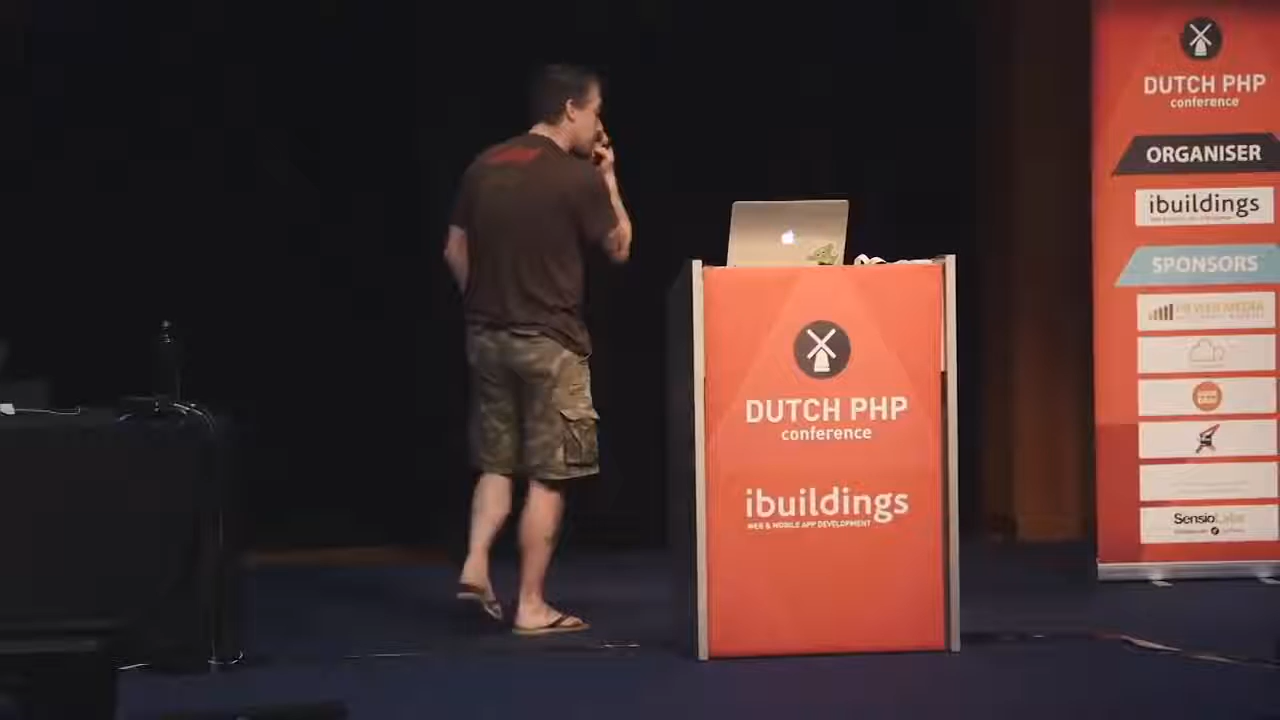 DUTCH PHP
conference
ibuildings
WEB & MOBILE APP DEVELOPMENT
DUTCH PHP
conference
ORGANISER
ibuildings
SPONSORS
SensioLabs